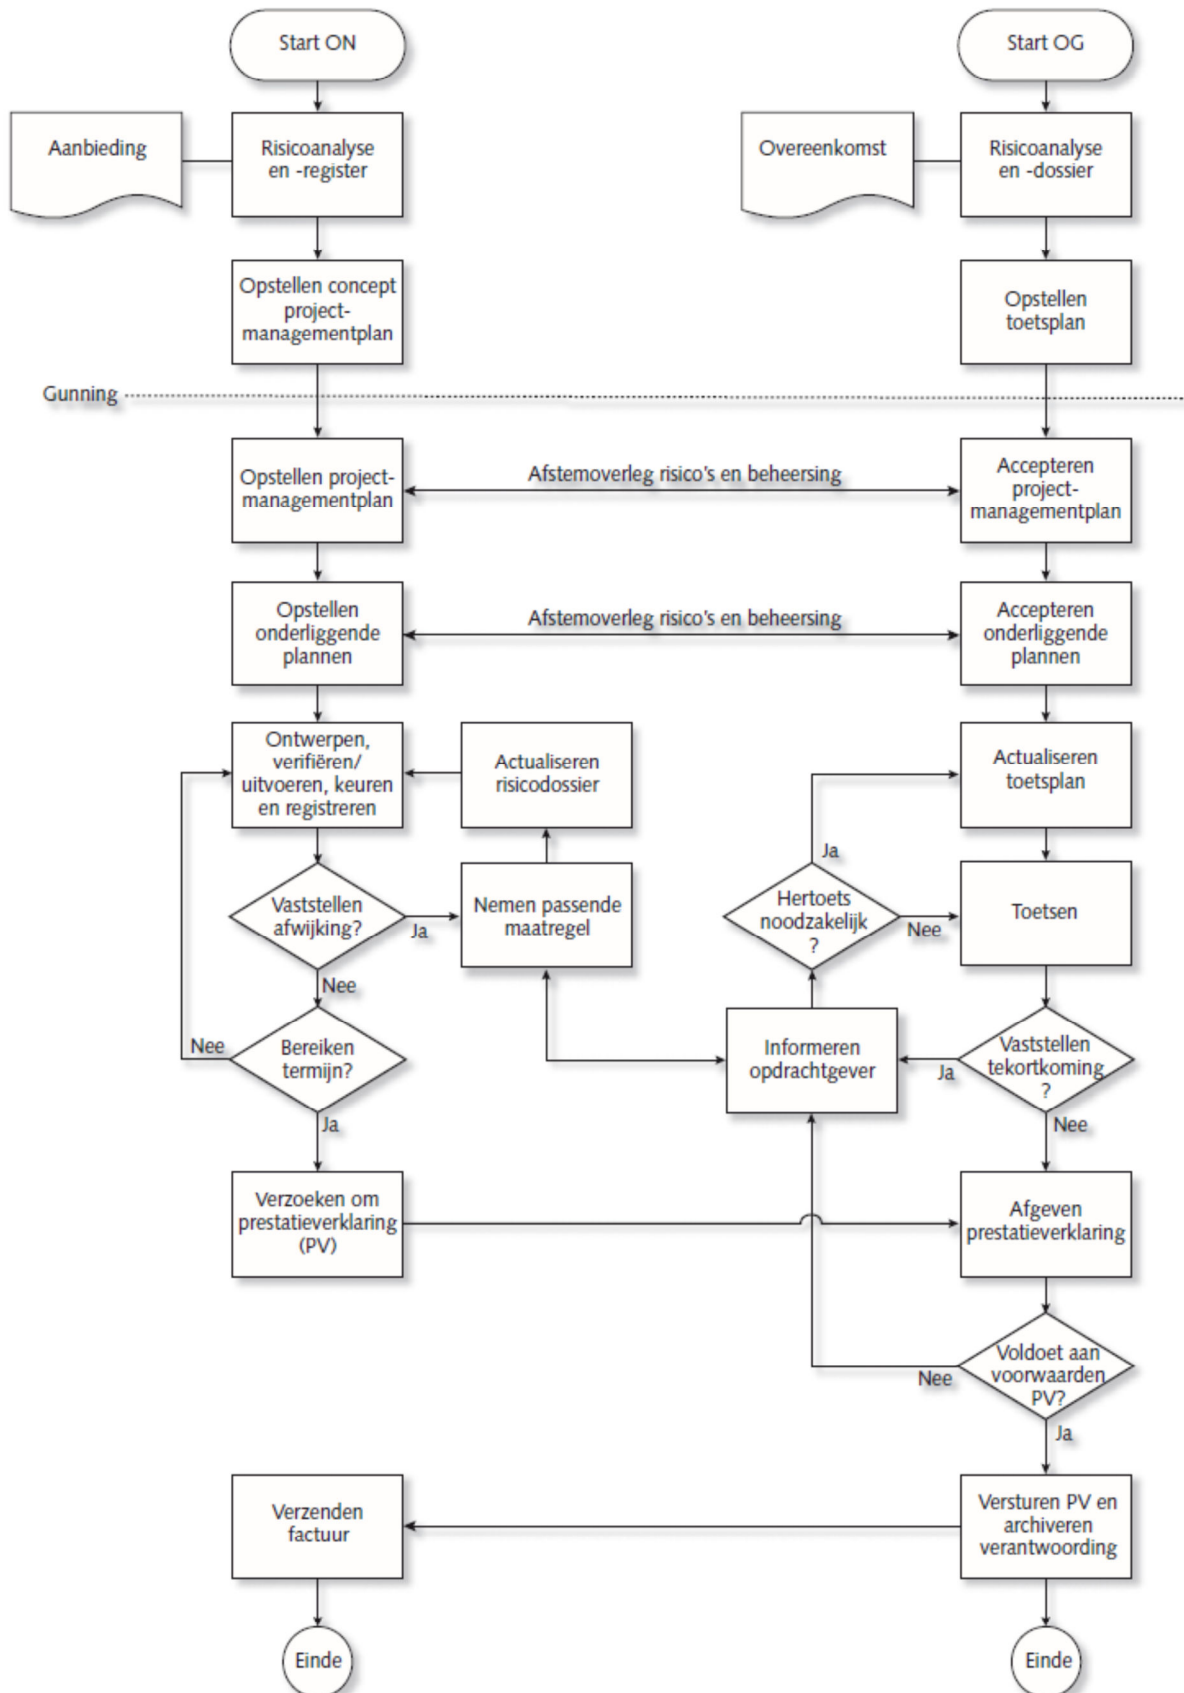 Start ON
Start OG
Aanbieding
Risicoanalyse
en -register
Overeenkomst
Risicoanalyse
en -dossier
Opstellen concept
project-
managementplan
Opstellen
toetsplan
Gunning
Opstellen project-
managementplan
Afstemoverleg risico's en beheersing
Accepteren
project-
managementplan
Opstellen
onderliggende
plannen
Afstemoverleg risico's en beheersing
Accepteren
onderliggende
plannen
Ontwerpen,
verifiëren/
uitvoeren, keuren
en registreren
Actualiseren
risicodossier
Actualiseren
toetsplan
Ja
Vaststellen
afwijking?
Ja
Nemen passende
maatregel
Hertoets
noodzakelijk
?
Nee
Toetsen
Nee
Nee
Bereiken
termijn?
Informeren
opdrachtgever
Ja
Vaststellen
tekortkoming
?
Ja
Nee
Verzoeken om
prestatieverklaring
(PV)
Afgeven
prestatieverklaring
Nee
Voldoet aan
voorwaarden
PV?
Ja
Verzenden
factuur
Versturen PV en
archiveren
verantwoording
Einde
Einde